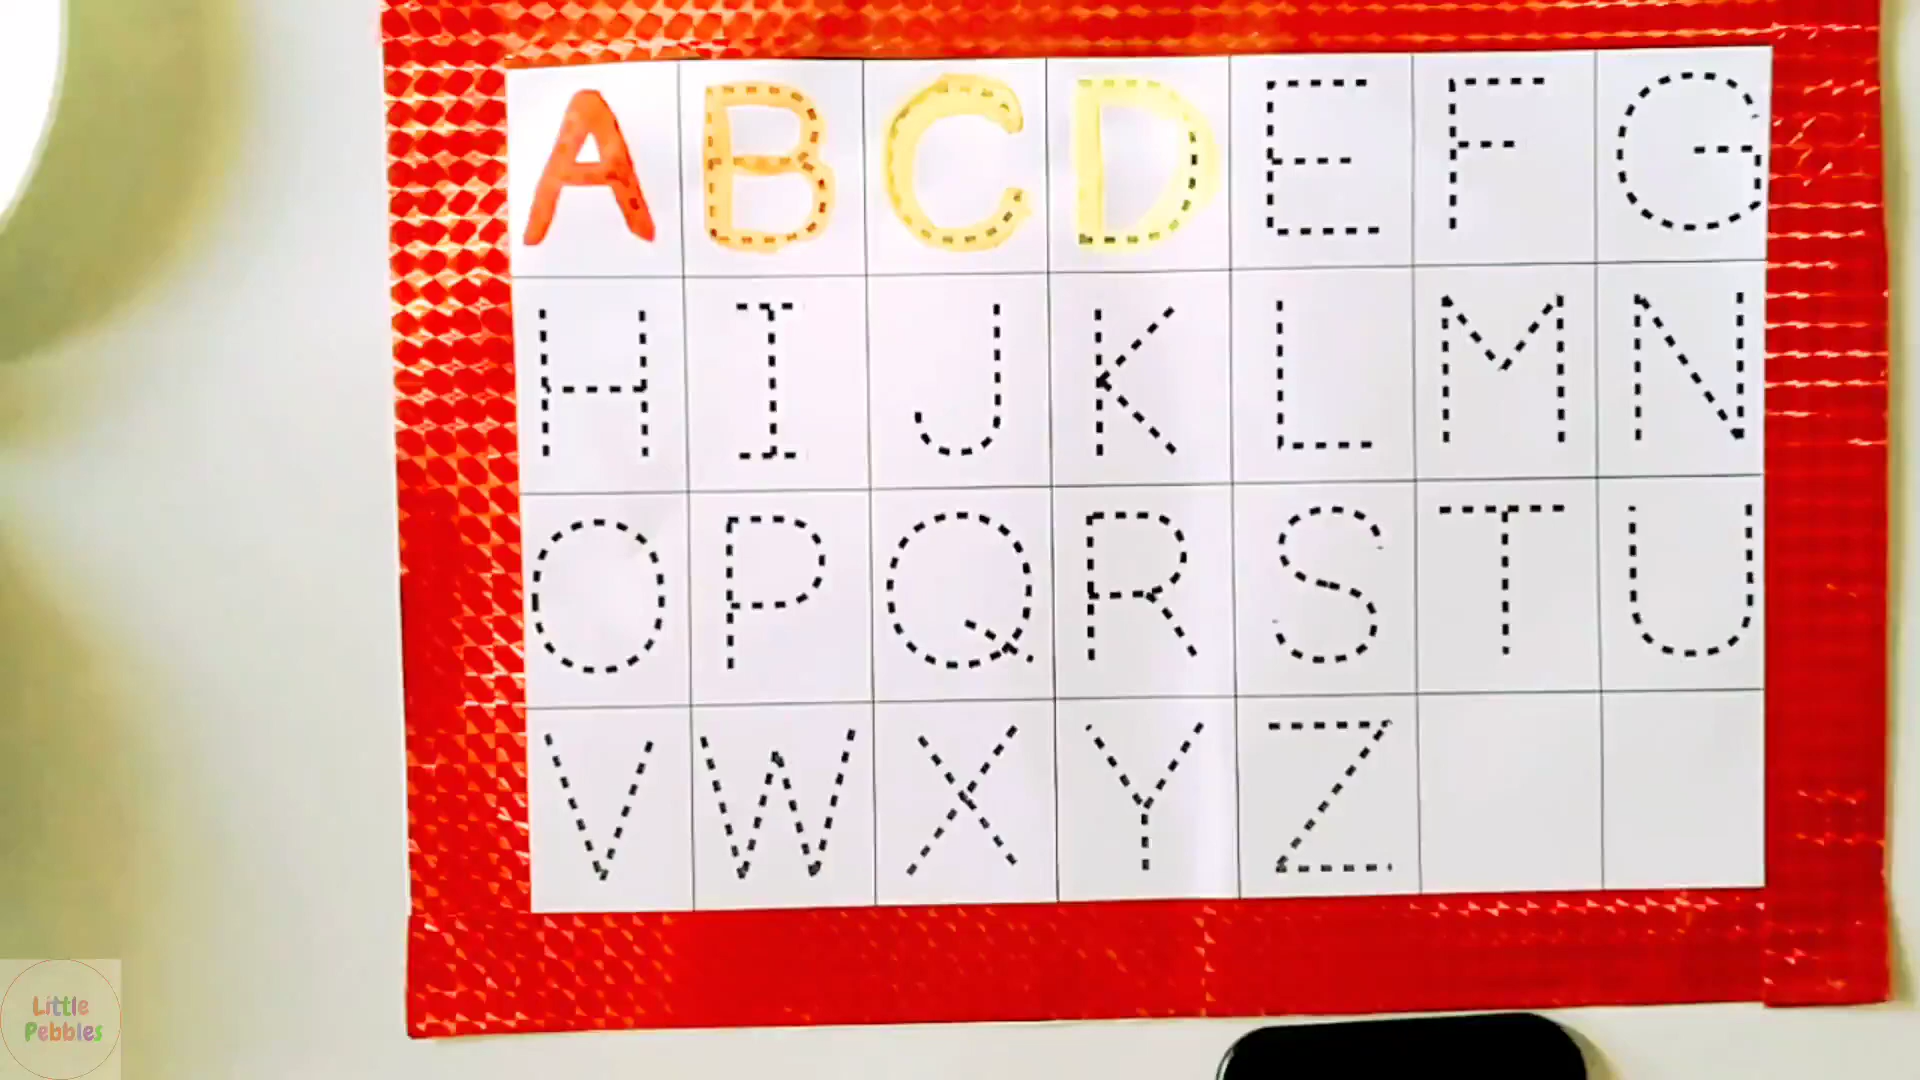 A B C D E F G
H I J K L M N
O P Q R S T U
V W X Y Z
Little
Pebbles